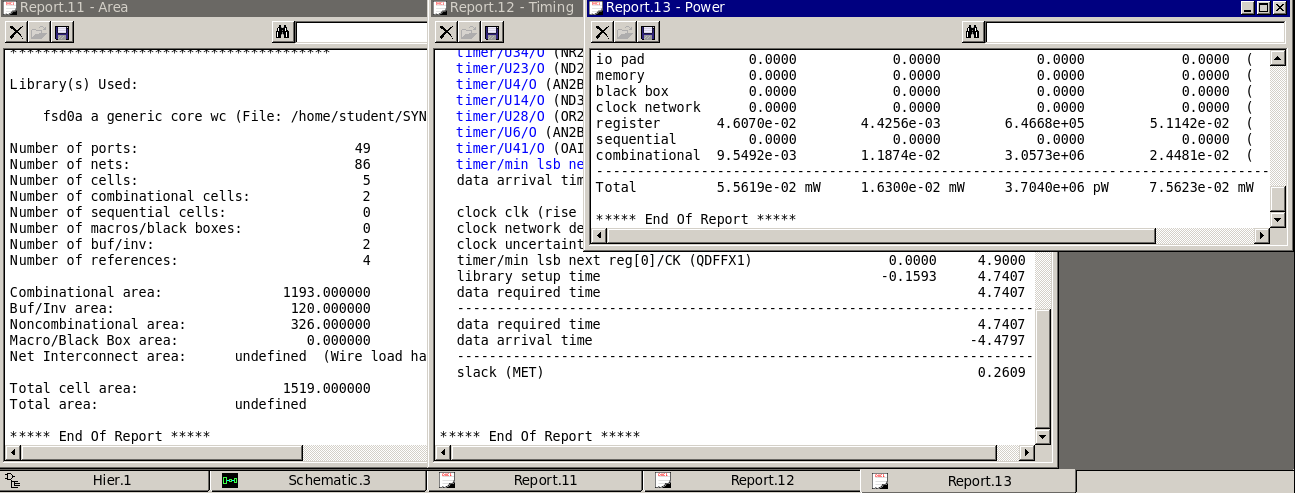 Report.11 - Area
****************************************
Library(s) Used:
fsd0a a generic core wc (File: /home/student/SYN
Number of ports: 49
Number of nets: 86
Number of cells: 5
Number of combinational cells: 2
Number of sequential cells: 0
Number of macros/black boxes: 0
Number of buf/inv: 2
Number of references: 4
Combinational area: 1193.000000
Buf/Inv area: 120.000000
Noncombinational area: 326.000000
Macro/Black Box area: 0.000000
Net Interconnect area: undefined (Wire load ha
Total cell area: 1519.000000
Total area: undefined
***** End Of Report *****
Report.12 - Timing
timer/U34/O (NR2
timer/U23/O (ND2
timer/U4/O (AN2B
timer/U14/O (ND3
timer/U28/O (OR2
timer/U6/O (AN2B
timer/U41/O (OAI
timer/min lsb ne
data arrival tim
clock clk (rise
clock network de
clock uncertaint
timer/min lsb next reg[0]/CK (QDFFX1) 0.0000 4.9000
library setup time -0.1593 4.7407
data required time 4.7407
--------------------------------------------------------------------------
data required time 4.7407
data arrival time -4.4797
--------------------------------------------------------------------------
slack (MET) 0.2609
***** End Of Report *****
Report.13 - Power
io pad 0.0000 0.0000 0.0000 0.0000 (
memory 0.0000 0.0000 0.0000 0.0000 (
black box 0.0000 0.0000 0.0000 0.0000 (
clock network 0.0000 0.0000 0.0000 0.0000 (
register 4.6070e-02 4.4256e-03 6.4668e+05 5.1142e-02 (
sequential 0.0000 0.0000 0.0000 0.0000 (
combinational 9.5492e-03 1.1874e-02 3.0573e+06 2.4481e-02 (
--------------------------------------------------------------------------
Total 5.5619e-02 mW 1.6300e-02 mW 3.7040e+06 pW 7.5623e-02 mW
***** End Of Report *****
Hier.1
Schematic.3
Report.11
Report.12
Report.13